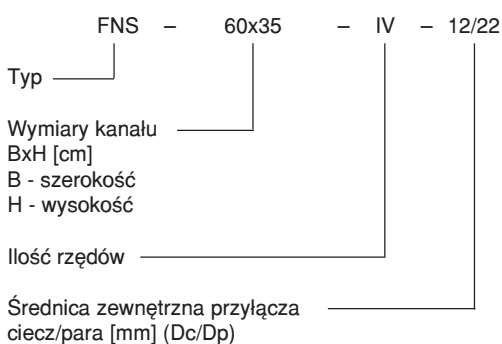 FNS – 60x35 – IV – 12/22
Typ
Wymiary kanału
BxH [cm]
B - szerokość
H - wysokość
Ilość rzędów
Średnica zewnętrzna przyłącza
ciecz/para [mm] (Dc/Dp)